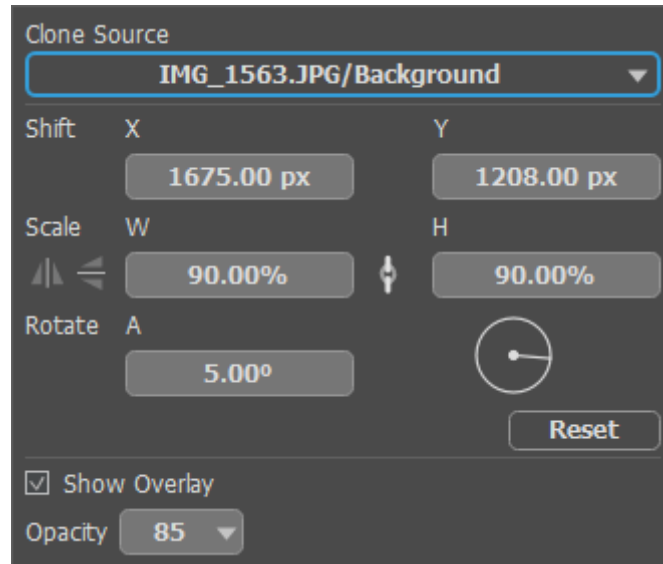 Clone Source
IMG_1563.JPG/Background
Shift X Y
1675.00 px 1208.00 px
Scale W H
90.00% 90.00%
Rotate A
5.00º
Reset
Show Overlay
Opacity 85